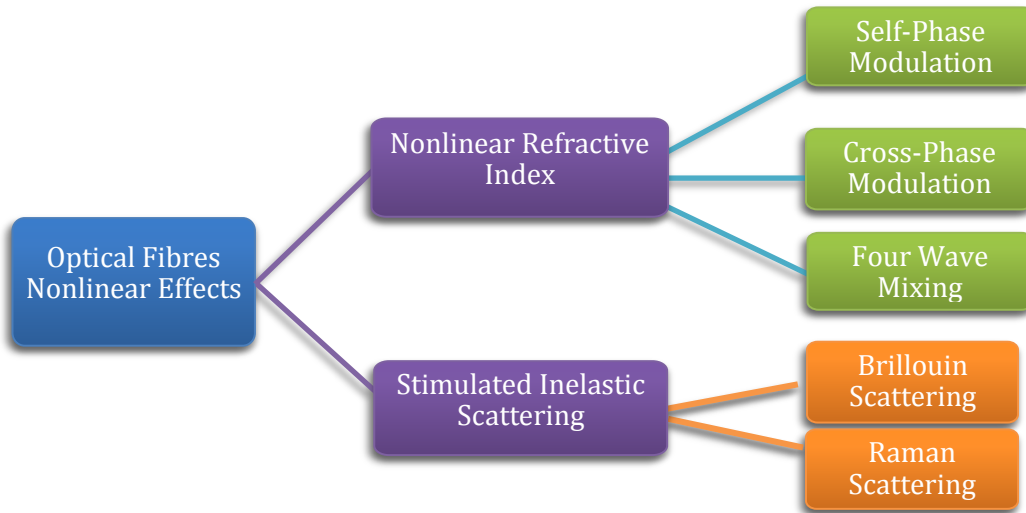 Optical Fibres
Nonlinear Effects
Nonlinear Refractive
Index
Self-Phase
Modulation
Cross-Phase
Modulation
Four Wave
Mixing
Stimulated Inelastic
Scattering
Brillouin
Scattering
Raman
Scattering